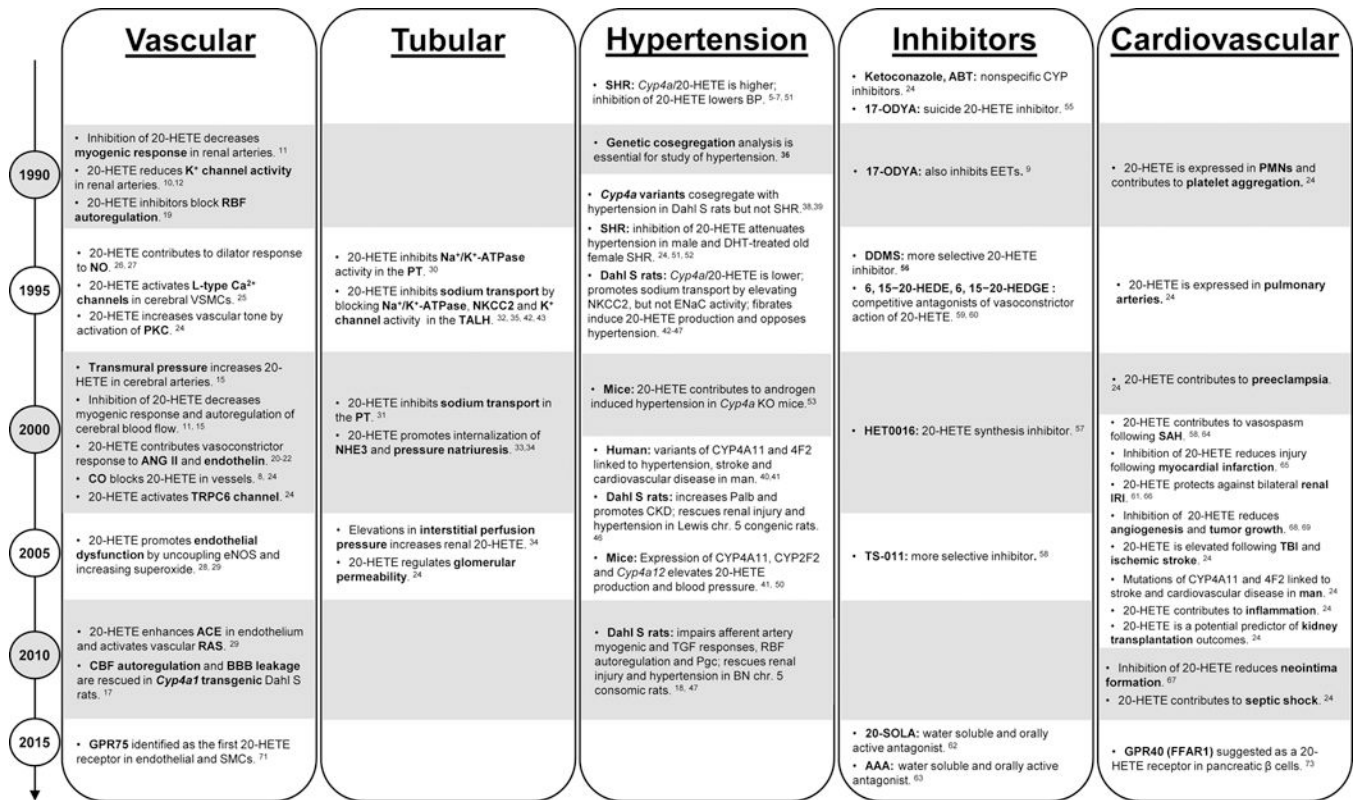 Vascular
• Inhibition of 20-HETE decreases
myogenic response in renal arteries. 11
• 20-HETE reduces K⁺ channel activity
in renal arteries. 10,12
• 20-HETE inhibitors block RBF
autoregulation. 19
• 20-HETE contributes to dilator response
to NO. 26, 27
• 20-HETE activates L-type Ca²⁺
channels in cerebral VSMCs. 25
• 20-HETE increases vascular tone by
activation of PKC. 24
• Transmural pressure increases 20-
HETE in cerebral arteries. 15
• Inhibition of 20-HETE decreases
myogenic response and autoregulation of
cerebral blood flow. 11, 15
• 20-HETE contributes vasoconstrictor
response to ANG II and endothelin. 20-22
• CO blocks 20-HETE in vessels. 8, 24
• 20-HETE activates TRPC6 channel. 24
• 20-HETE promotes endothelial
dysfunction by uncoupling eNOS and
increasing superoxide. 28, 29
• 20-HETE enhances ACE in endothelium
and activates vascular RAS. 29
• CBF autoregulation and BBB leakage
are rescued in Cyp4a1 transgenic Dahl S
rats. 17
• GPR75 identified as the first 20-HETE
receptor in endothelial and SMCs. 71
Tubular
• 20-HETE inhibits Na⁺/K⁺-ATPase
activity in the PT. 30
• 20-HETE inhibits sodium transport by
blocking Na⁺/K⁺-ATPase, NKCC2 and K⁺
channel activity in the TALH. 32, 35, 42, 43
• 20-HETE inhibits sodium transport in
the PT. 31
• 20-HETE promotes internalization of
NHE3 and pressure natriuresis. 33,34
• Elevations in interstitial perfusion
pressure increases renal 20-HETE. 34
• 20-HETE regulates glomerular
permeability. 24
Hypertension
• SHR: Cyp4a/20-HETE is higher;
inhibition of 20-HETE lowers BP. 5-7, 51
• Genetic cosegregation analysis is
essential for study of hypertension. 36
• Cyp4a variants cosegregate with
hypertension in Dahl S rats but not SHR. 38,39
• SHR: inhibition of 20-HETE attenuates
hypertension in male and DHT-treated old
female SHR. 24, 51, 52
• Dahl S rats: Cyp4a/20-HETE is lower;
promotes sodium transport by elevating
NKCC2, but not ENaC activity; fibrates
induce 20-HETE production and opposes
hypertension. 42-47
• Mice: 20-HETE contributes to androgen
induced hypertension in Cyp4a KO mice. 53
• Human: variants of CYP4A11 and 4F2
linked to hypertension, stroke and
cardiovascular disease in man. 40,41
• Dahl S rats: increases Palb and
promotes CKD; rescues renal injury and
hypertension in Lewis chr. 5 congenic rats.
46
• Mice: Expression of CYP4A11, CYP2F2
and Cyp4a12 elevates 20-HETE
production and blood pressure. 41, 50
• Dahl S rats: impairs afferent artery
myogenic and TGF responses, RBF
autoregulation and Pgc; rescues renal
injury and hypertension in BN chr. 5
consomic rats. 18, 47
Inhibitors
• Ketoconazole, ABT: nonspecific CYP
inhibitors. 24
• 17-ODYA: suicide 20-HETE inhibitor. 55
• 17-ODYA: also inhibits EETs. 9
• DDMS: more selective 20-HETE
inhibitor. 56
• 6, 15−20-HEDE, 6, 15−20-HEDGE :
competitive antagonists of vasoconstrictor
action of 20-HETE. 59, 60
• HET0016: 20-HETE synthesis inhibitor. 57
• TS-011: more selective inhibitor. 58
• 20-SOLA: water soluble and orally
active antagonist. 62
• AAA: water soluble and orally active
antagonist. 63
Cardiovascular
• 20-HETE is expressed in PMNs and
contributes to platelet aggregation. 24
• 20-HETE is expressed in pulmonary
arteries. 24
• 20-HETE contributes to preeclampsia.
24
• 20-HETE contributes to vasospasm
following SAH. 58, 64
• Inhibition of 20-HETE reduces injury
following myocardial infarction. 65
• 20-HETE protects against bilateral renal
IRI. 61, 66
• Inhibition of 20-HETE reduces
angiogenesis and tumor growth. 68, 69
• 20-HETE is elevated following TBI and
ischemic stroke. 24
• Mutations of CYP4A11 and 4F2 linked to
stroke and cardiovascular disease in man. 24
• 20-HETE contributes to inflammation. 24
• 20-HETE is a potential predictor of kidney
transplantation outcomes. 24
• Inhibition of 20-HETE reduces neointima
formation. 67
• 20-HETE contributes to septic shock. 24
• GPR40 (FFAR1) suggested as a 20-
HETE receptor in pancreatic β cells. 73
1990
1995
2000
2005
2010
2015